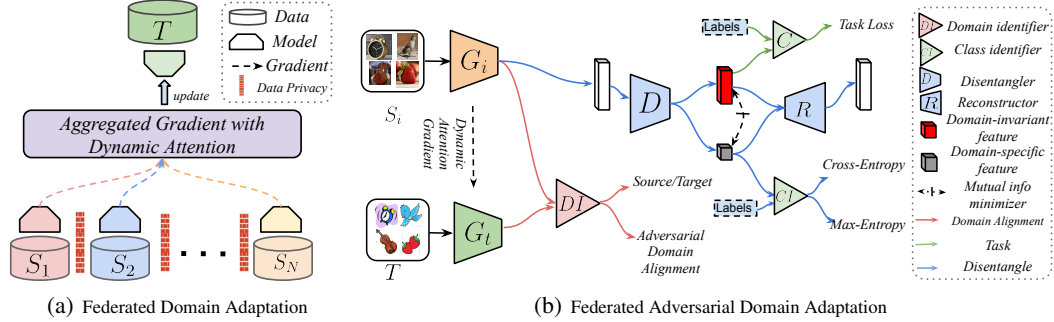 T
Data
Model
Gradient
Data Privacy
update
Aggregated Gradient with
Dynamic Attention
S1
S2
SN
(a) Federated Domain Adaptation
Si
Gi
Dynamic
Attention
Gradient
T
Gt
DI
Source/Target
Adversarial
Domain
Alignment
D
Labels
C
Task Loss
R
Labels
CI
Cross-Entropy
Max-Entropy
DI
Domain identifier
CI
Class identifier
D
Disentangler
R
Reconstructor
Domain-invariant
feature
Domain-specific
feature
Mutual info
minimizer
Domain Alignment
Task
Disentangle
(b) Federated Adversarial Domain Adaptation